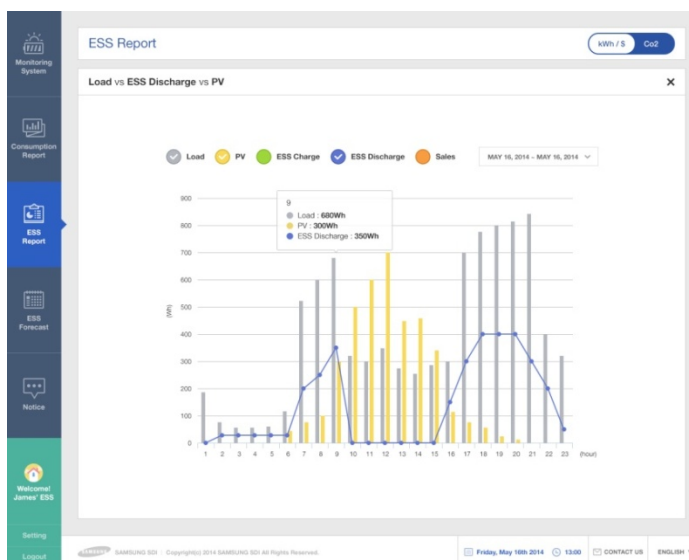 Monitoring
System
Consumption
Report
ESS
Report
ESS
Forecast
Notice
Welcome!
James' ESS
Setting
Logout
ESS Report
kWh / $
Co2
Load vs ESS Discharge vs PV
Load
PV
ESS Charge
ESS Discharge
Sales
MAY 16, 2014 - MAY 16, 2014
9
Load : 680Wh
PV : 300Wh
ESS Discharge : 350Wh
(Wh)
900
800
700
600
500
400
300
200
100
0
1 2 3 4 5 6 7 8 9 10 11 12 13 14 15 16 17 18 19 20 21 22 23 (hour)
SAMSUNG
SAMSUNG SDI
Copyright(c) 2014 SAMSUNG SDI All Rights Reserved.
Friday, May 16th 2014
13:00
CONTACT US
ENGLISH